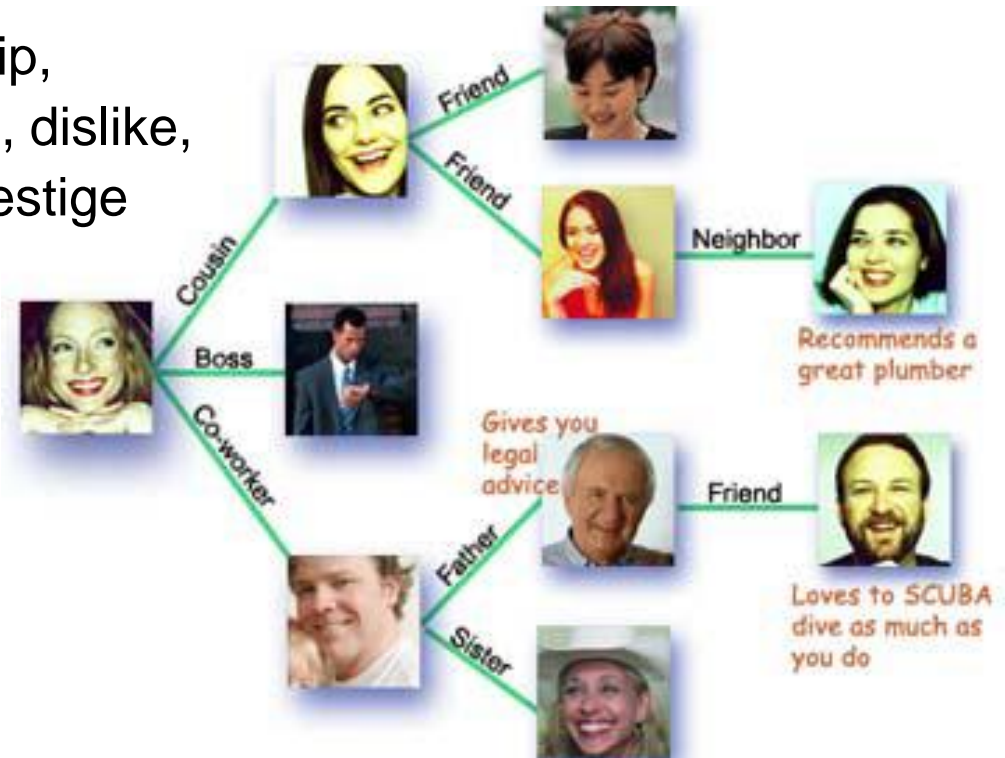 ip,
, dislike,
estige
Friend
Friend
Neighbor
Cousin
Recommends a
great plumber
Boss
Co-worker
Gives you
legal
advice
Friend
Father
Loves to SCUBA
dive as much as
you do
Sister